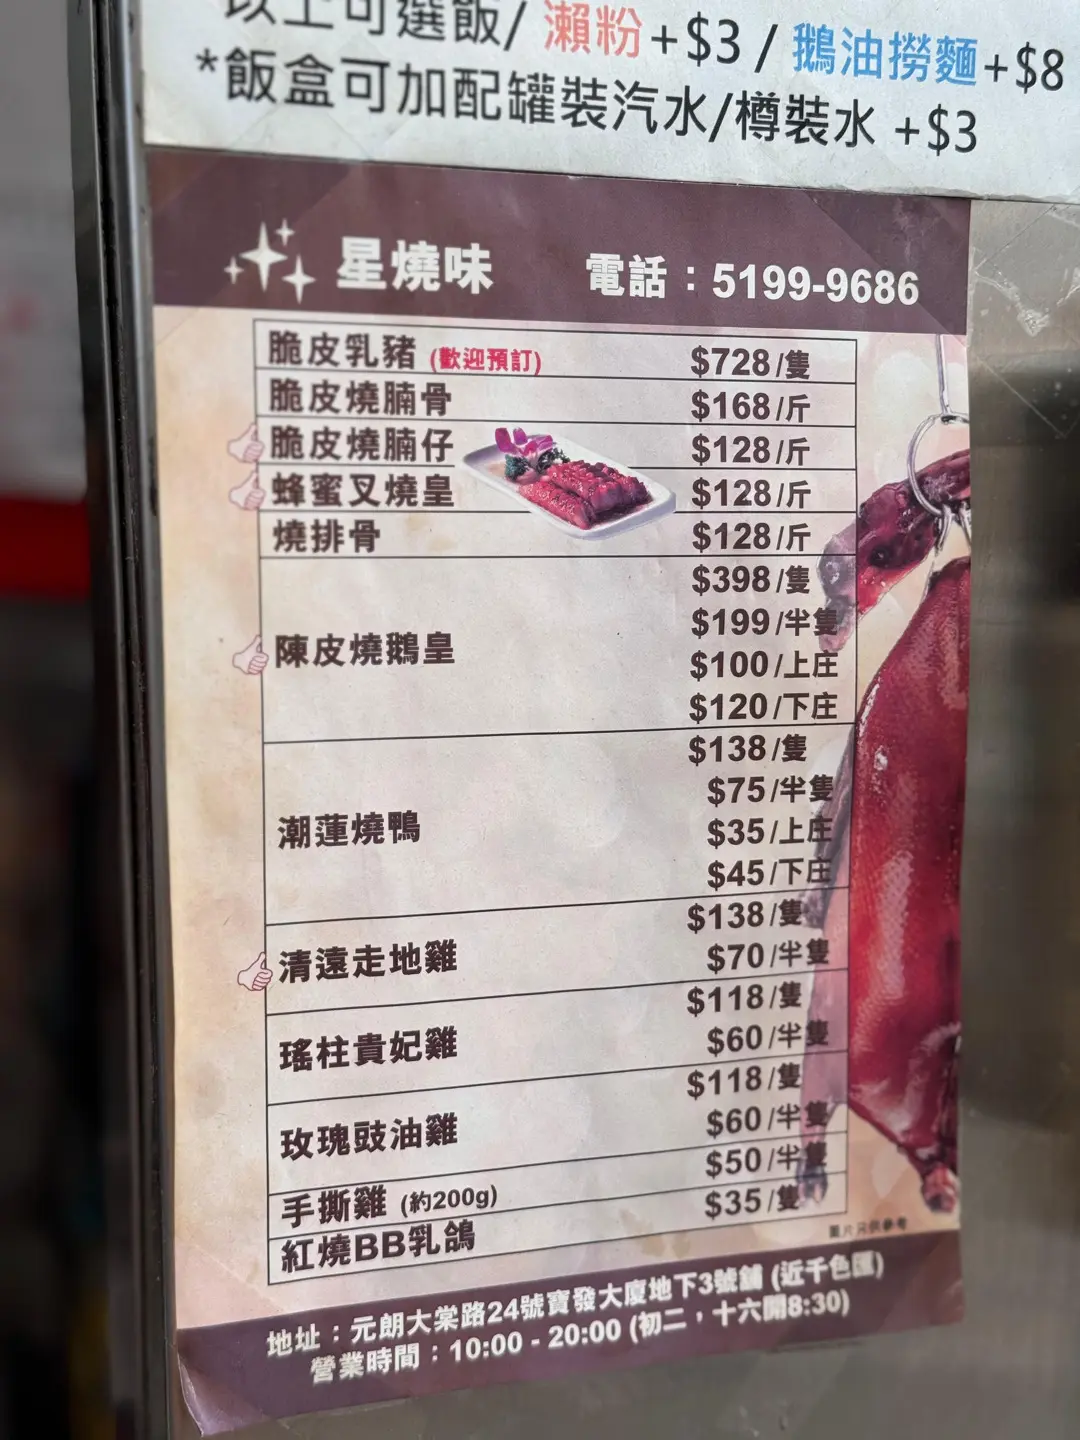 以上可選飯/瀨粉+$3/鵝油撈麵+$8
*飯盒可加配罐裝汽水/樽裝水 +$3
星燒味 電話：5199-9686
脆皮乳豬 (歡迎預訂) $728/隻
脆皮燒腩骨 $168/斤
脆皮燒腩仔 $128/斤
蜂蜜叉燒皇 $128/斤
燒排骨 $128/斤
陳皮燒鵝皇 $398/隻
$199/半隻
$100/上庄
$120/下庄
潮蓮燒鴨 $138/隻
$75/半隻
$35/上庄
$45/下庄
清遠走地雞 $138/隻
$70/半隻
瑤柱貴妃雞 $118/隻
$60/半隻
玫瑰豉油雞 $118/隻
$60/半隻
手撕雞 (約200g) $50/半隻
紅燒BB乳鴿 $35/隻
圖片只供參考
地址：元朗大棠路24號寶發大廈地下3號舖 (近千色匯)
營業時間：10:00 - 20:00 (初二，十六開8:30)